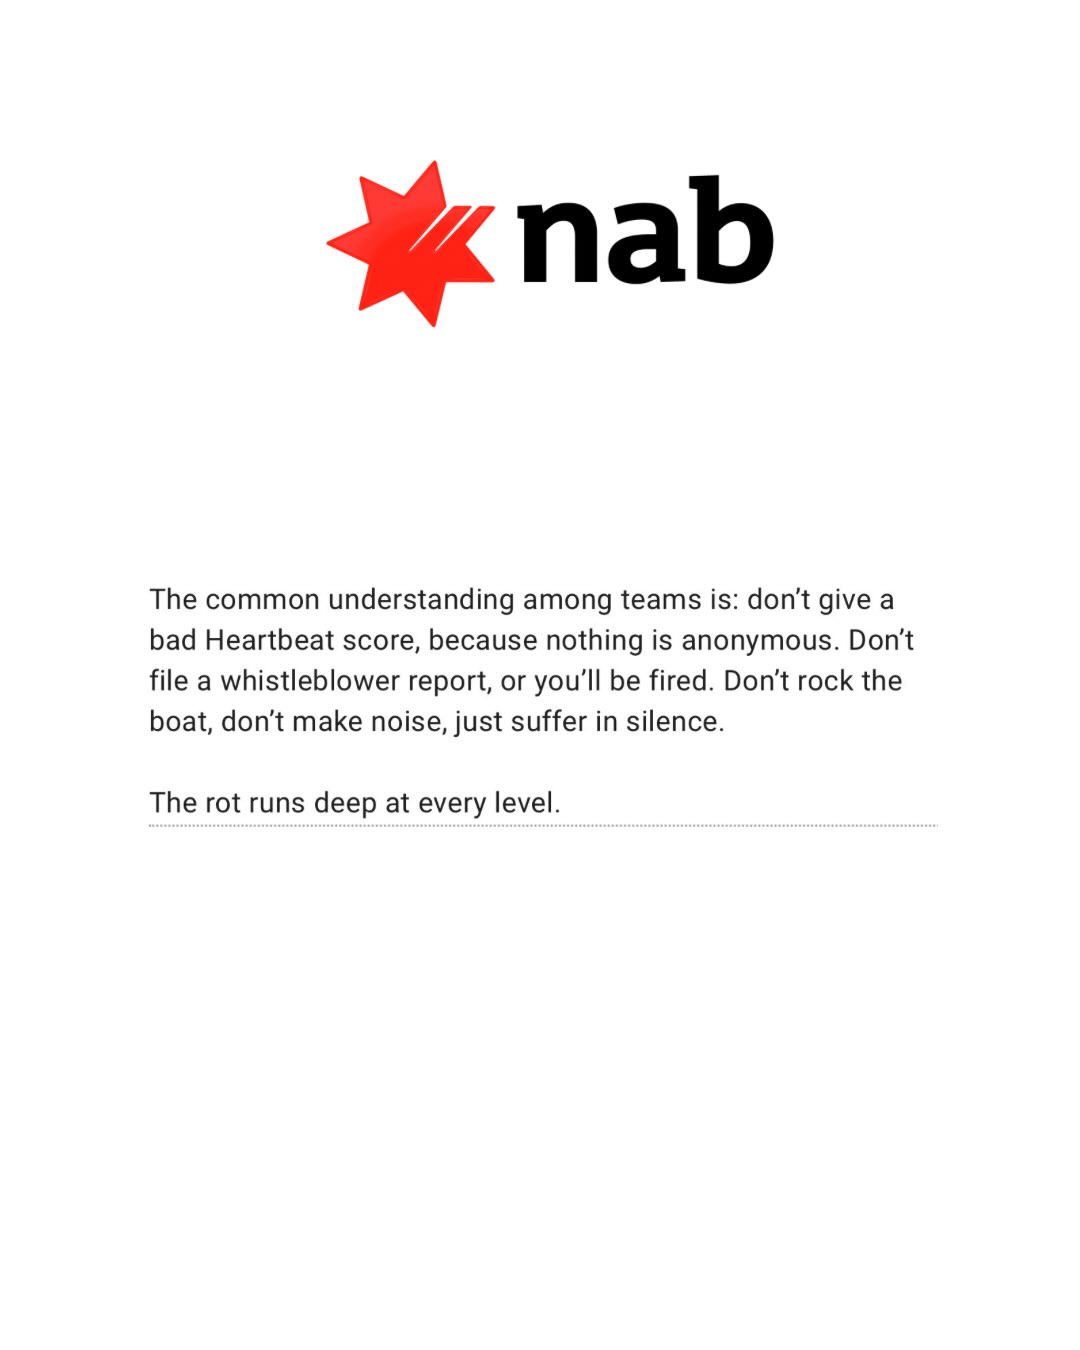 nab
The common understanding among teams is: don’t give a
bad Heartbeat score, because nothing is anonymous. Don’t
file a whistleblower report, or you’ll be fired. Don’t rock the
boat, don’t make noise, just suffer in silence.
The rot runs deep at every level.